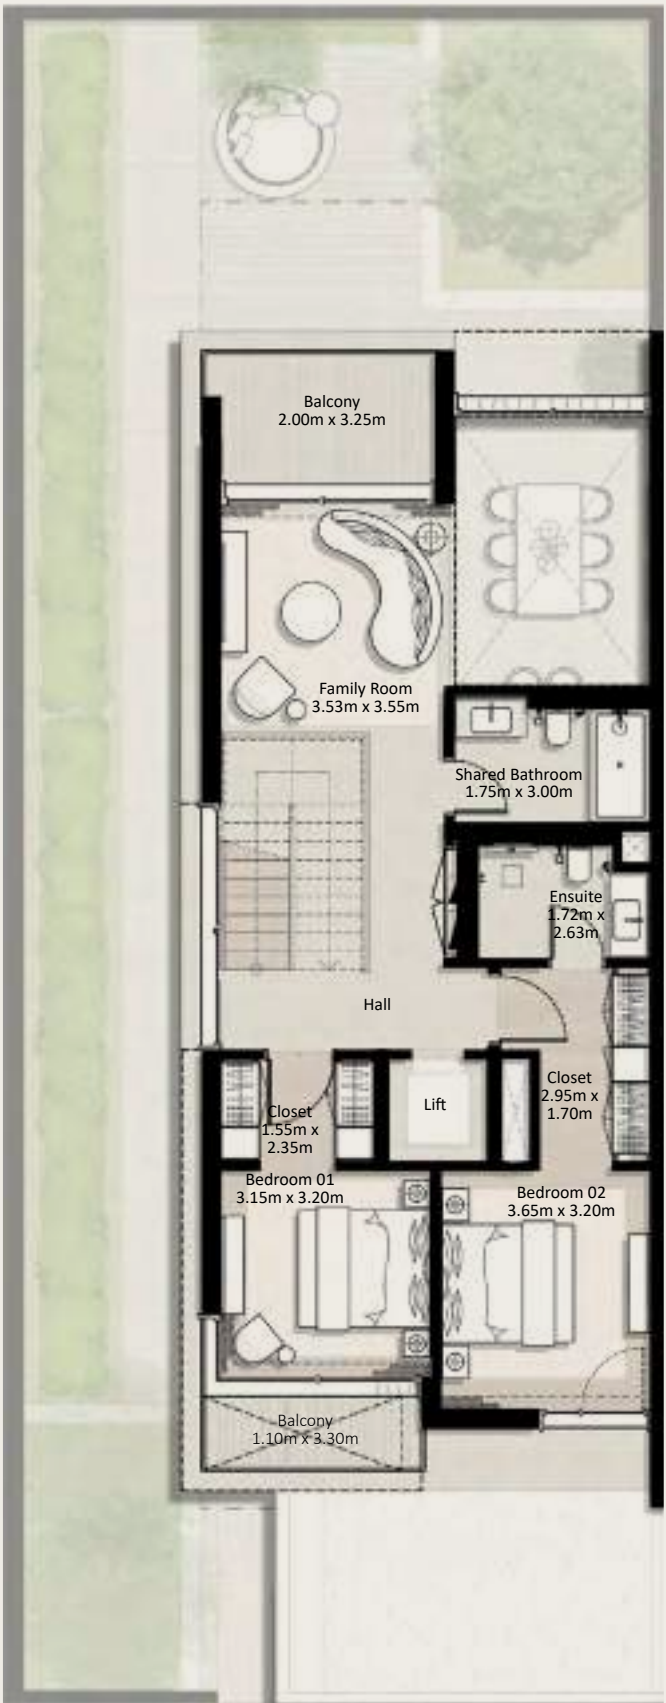 Balcony
2.00m x 3.25m
Family Room
3.53m x 3.55m
Shared Bathroom
1.75m x 3.00m
Ensuite
1.72m x
2.63m
Hall
Closet
2.95m x
1.70m
Lift
Closet
1.55m x
2.35m
Bedroom 01
3.15m x 3.20m
Bedroom 02
3.65m x 3.20m
Balcony
1.10m x 3.30m